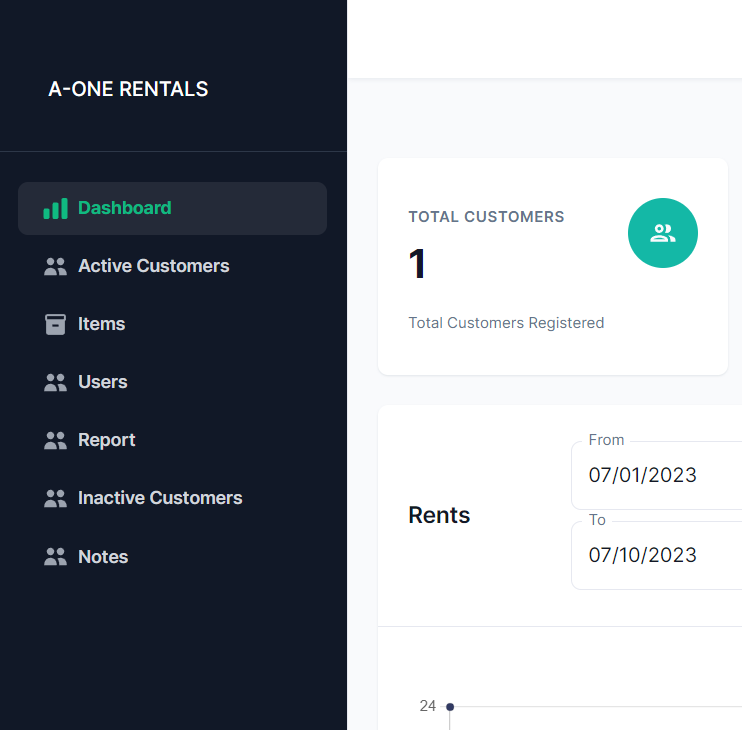 A-ONE RENTALS
Dashboard
Active Customers
Items
Users
Report
Inactive Customers
Notes
TOTAL CUSTOMERS
1
Total Customers Registered
Rents
From
07/01/2023
To
07/10/2023
24